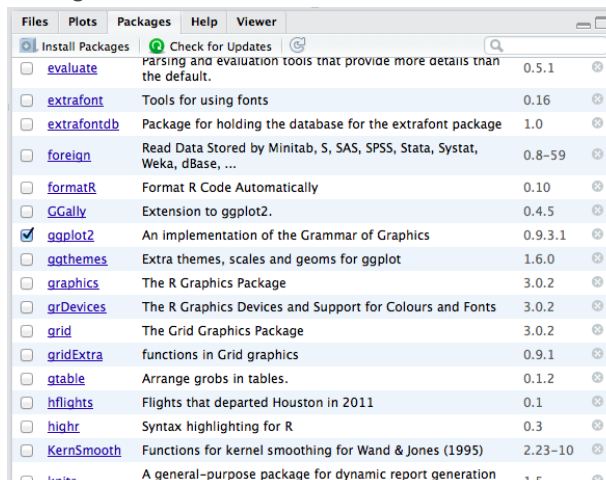 Files Plots Packages Help Viewer
Install Packages Check for Updates
evaluate Parsing and evaluation tools that provide more details than 0.5.1
the default.
extrafont Tools for using fonts 0.16
extrafontdb Package for holding the database for the extrafont package 1.0
foreign Read Data Stored by Minitab, S, SAS, SPSS, Stata, Systat, 0.8-59
Weka, dBase, ...
formatR Format R Code Automatically 0.10
GGally Extension to ggplot2. 0.4.5
ggplot2 An implementation of the Grammar of Graphics 0.9.3.1
ggthemes Extra themes, scales and geoms for ggplot 1.6.0
graphics The R Graphics Package 3.0.2
grDevices The R Graphics Devices and Support for Colours and Fonts 3.0.2
grid The Grid Graphics Package 3.0.2
gridExtra functions in Grid graphics 0.9.1
gtable Arrange grobs in tables. 0.1.2
hflights Flights that departed Houston in 2011 0.1
highr Syntax highlighting for R 0.3
KernSmooth Functions for kernel smoothing for Wand & Jones (1995) 2.23-10
knitr A general-purpose package for dynamic report generation 1.5